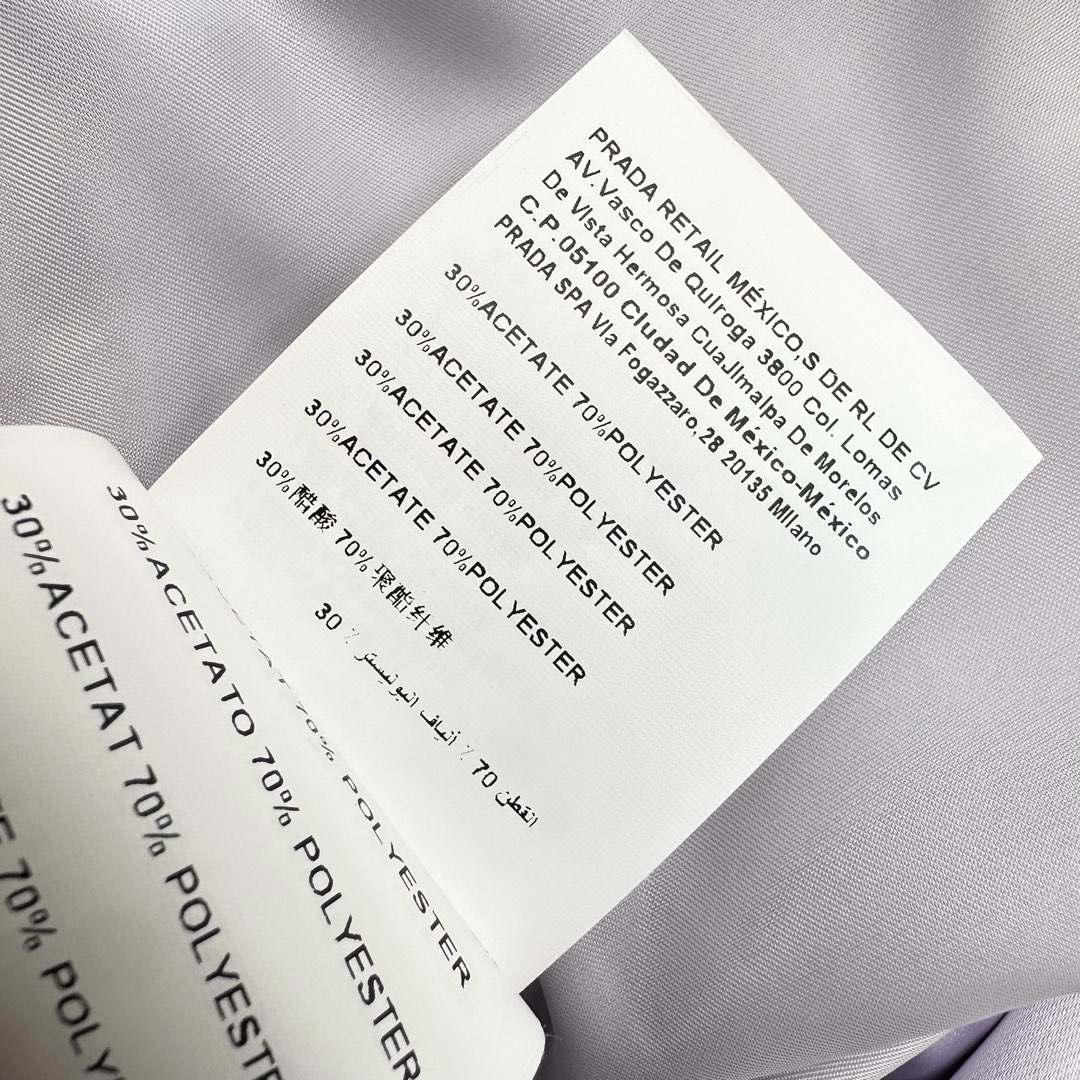 PRADA RETAIL MÉXICO,S DE RL DE CV
AV.Vasco De Quiroga 3800 Col. Lomas
De Vista Hermosa CuaJImalpa De Morelos
C.P.05100 Ciudad De México-México
PRADA SPA Via Fogazzaro, 28 20135 Milano
30%ACETATE 70%POLYESTER
30%ACETATE 70%POLYESTER
30%ACETATE 70%POLYESTER
30%ACETATE 70%POLYESTER
30%醋酸 70%聚酯纤维
30 ٪ القطن 70 ٪ ألياف البوليستر
70% POLYESTER
30%ACETATO 70% POLYESTER
30%ACETAT 70% POLYEST
70% POLY